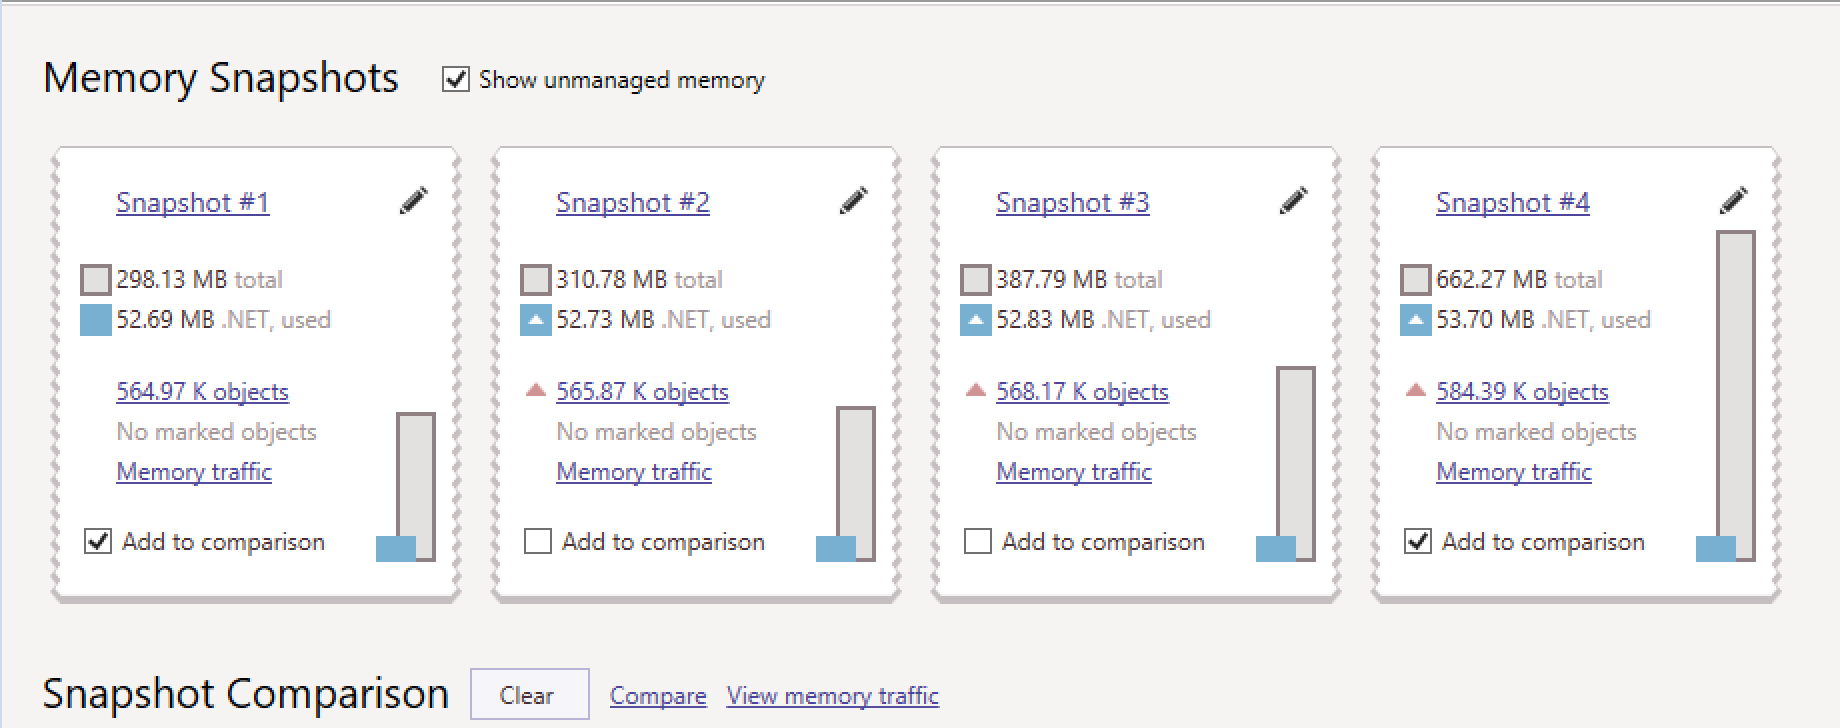 Memory Snapshots
Show unmanaged memory
Snapshot #1
298.13 MB total
52.69 MB .NET, used
564.97 K objects
No marked objects
Memory traffic
Add to comparison
Snapshot #2
310.78 MB total
52.73 MB .NET, used
565.87 K objects
No marked objects
Memory traffic
Add to comparison
Snapshot #3
387.79 MB total
52.83 MB .NET, used
568.17 K objects
No marked objects
Memory traffic
Add to comparison
Snapshot #4
662.27 MB total
53.70 MB .NET, used
584.39 K objects
No marked objects
Memory traffic
Add to comparison
Snapshot Comparison
Clear
Compare
View memory traffic